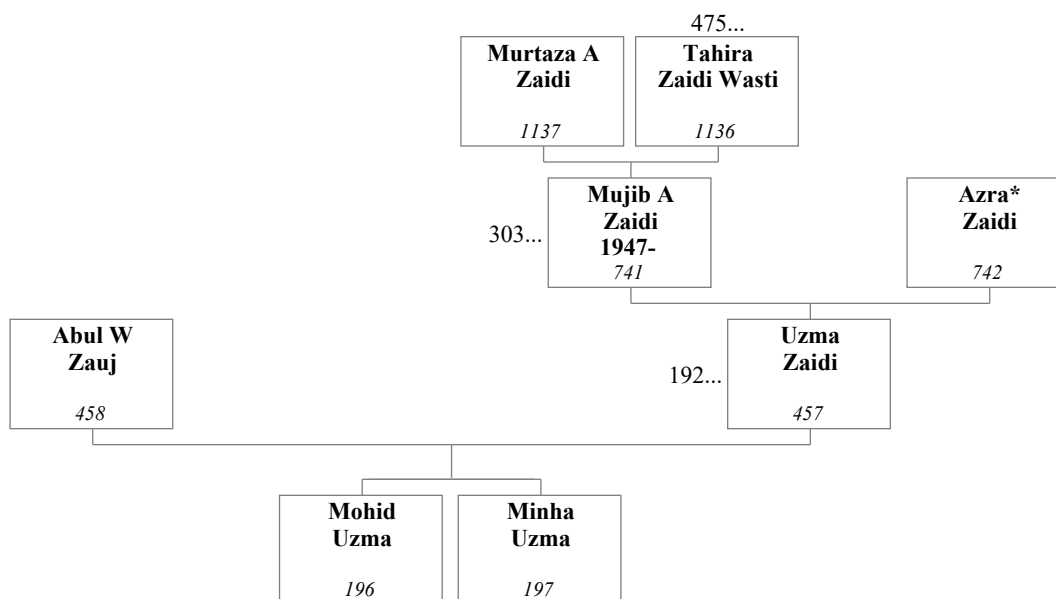 475...
Murtaza A
Zaidi
1137
Tahira
Zaidi Wasti
1136
303...
Mujib A
Zaidi
1947-
741
Azra*
Zaidi
742
Abul W
Zauj
458
192...
Uzma
Zaidi
457
Mohid
Uzma
196
Minha
Uzma
197